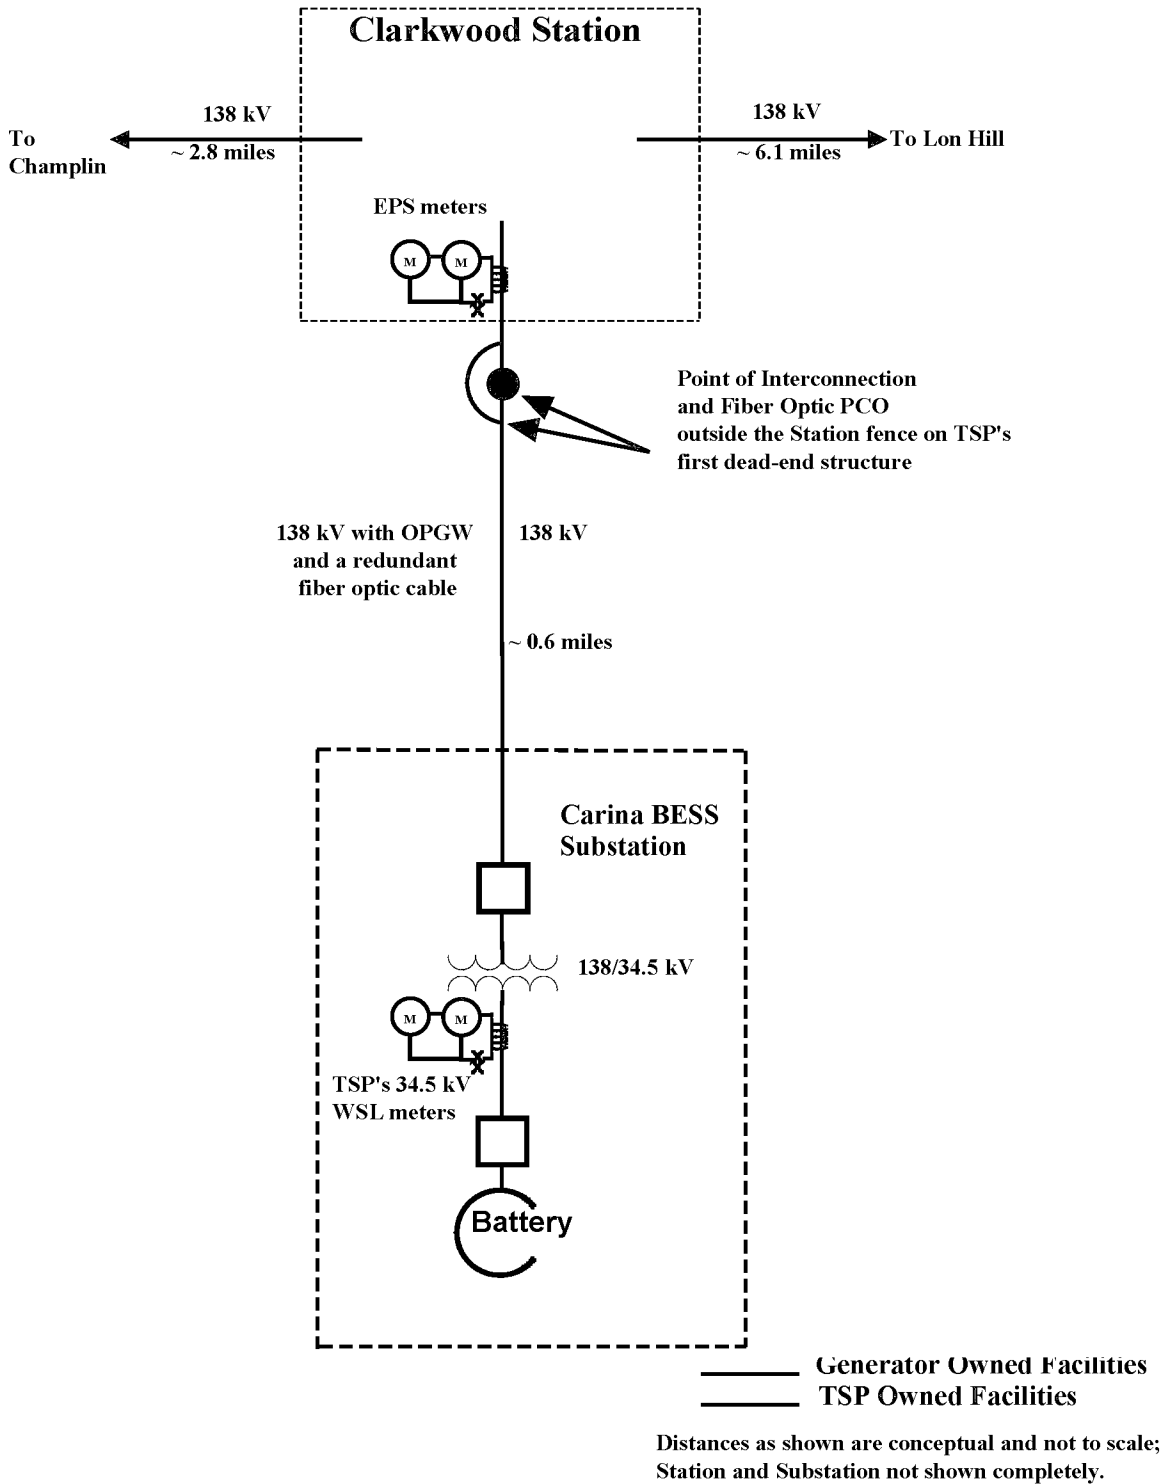 Clarkwood Station
138 kV
138 kV
To
Champlin
~ 2.8 miles
~ 6.1 miles
To Lon Hill
EPS meters
M M
Point of Interconnection
and Fiber Optic PCO
outside the Station fence on TSP's
first dead-end structure
138 kV with OPGW
and a redundant
fiber optic cable
138 kV
~ 0.6 miles
Carina BESS
Substation
138/34.5 kV
M M
TSP's 34.5 kV
WSL meters
Battery
Generator Owned Facilities
TSP Owned Facilities
Distances as shown are conceptual and not to scale;
Station and Substation not shown completely.